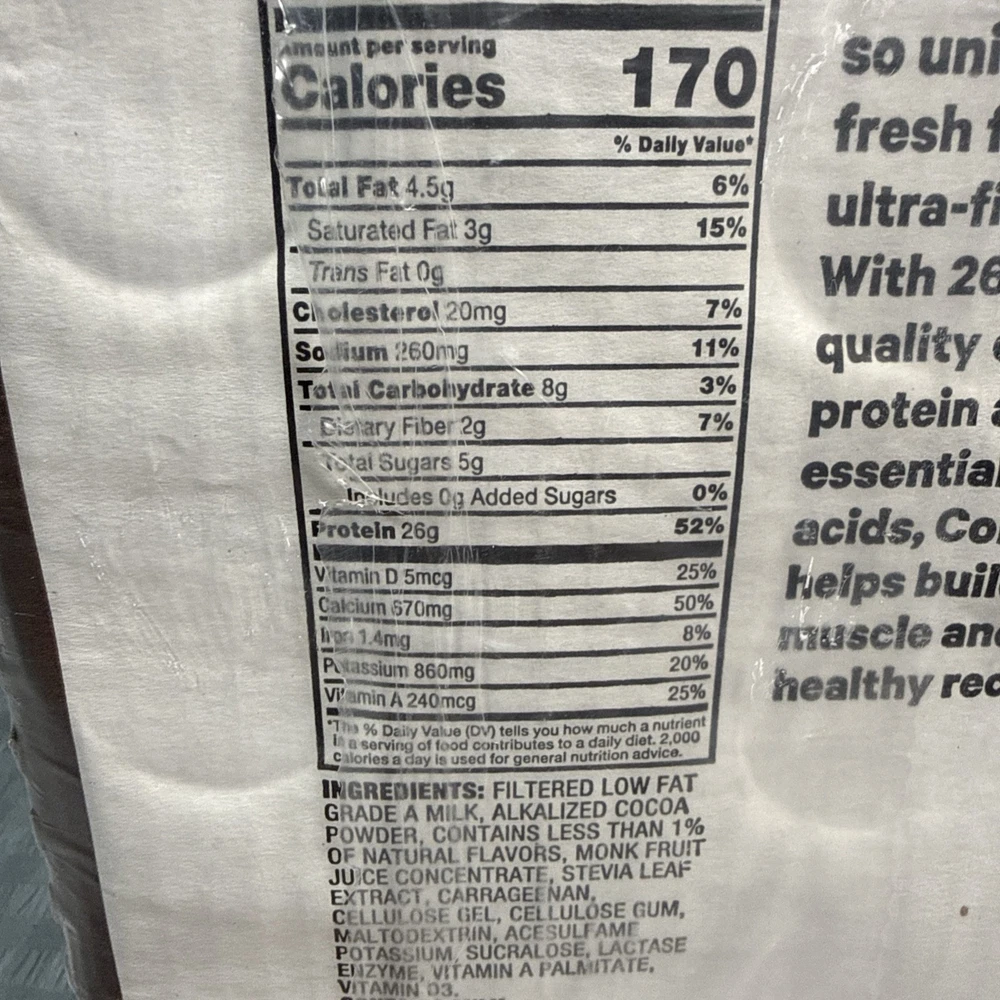 Amount per serving
Calories 170
% Daily Value*
Total Fat 4.5g 6%
Saturated Fat 3g 15%
Trans Fat 0g
Cholesterol 20mg 7%
Sodium 260mg 11%
Total Carbohydrate 8g 3%
Dietary Fiber 2g 7%
Total Sugars 5g
Includes 0g Added Sugars 0%
Protein 26g 52%
Vitamin D 5mcg 25%
Calcium 670mg 50%
Iron 1.4mg 8%
Potassium 860mg 20%
Vitamin A 240mcg 25%
*The % Daily Value (DV) tells you how much a nutrient
in a serving of food contributes to a daily diet. 2,000
calories a day is used for general nutrition advice.
INGREDIENTS: FILTERED LOW FAT
GRADE A MILK, ALKALIZED COCOA
POWDER, CONTAINS LESS THAN 1%
OF NATURAL FLAVORS, MONK FRUIT
JUICE CONCENTRATE, STEVIA LEAF
EXTRACT, CARRAGEENAN,
CELLULOSE GEL, CELLULOSE GUM,
MALTODEXTRIN, ACESULFAME
POTASSIUM, SUCRALOSE, LACTASE
ENZYME, VITAMIN A PALMITATE,
VITAMIN D3.
so uni
fresh f
ultra-fi
With 26
quality
protein a
essential
acids, Co
helps buil
muscle and
healthy rec